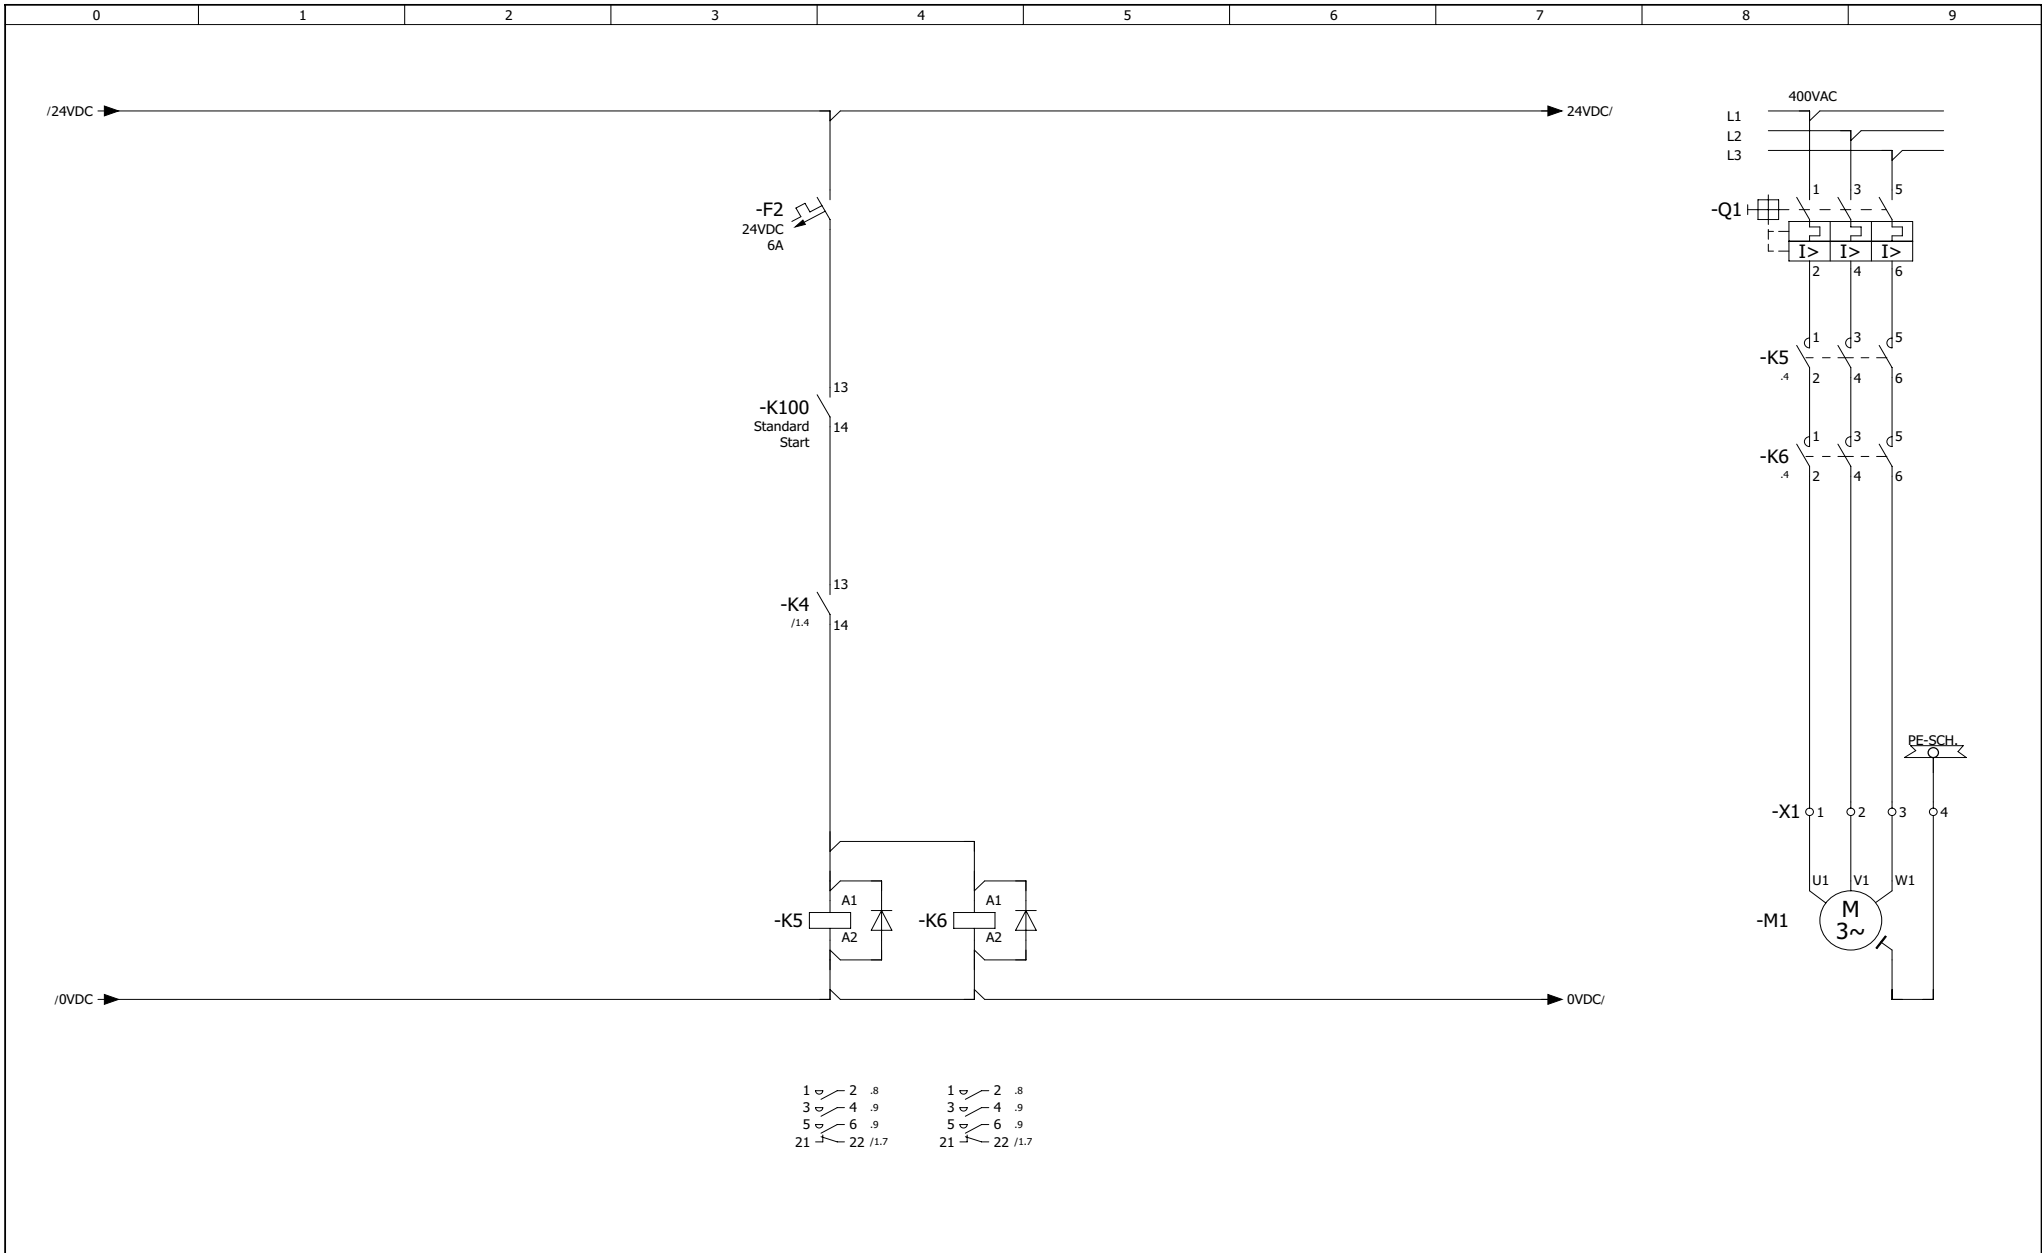 0 1 2 3 4 5 6 7 8 9
400VAC
/24VDC 24VDC/
L1
L2
L3
1 3 5
-F2
24VDC
6A
-Q1
I> I> I>
2 4 6
1 3 5
-K5
.4 2 4 6
13
-K100
Standard 14
Start
1 3 5
-K6
.4 2 4 6
13
-K4
/1.4 14
PE-SCH.
-X1 1 2 3 4
U1 V1 W1
A1 A1
-K5 -K6
A2 A2
-M1
M
3~
/0VDC 0VDC/
1 2 .8 1 2 .8
3 4 .9 3 4 .9
5 6 .9 5 6 .9
21 22 /1.7 21 22 /1.7